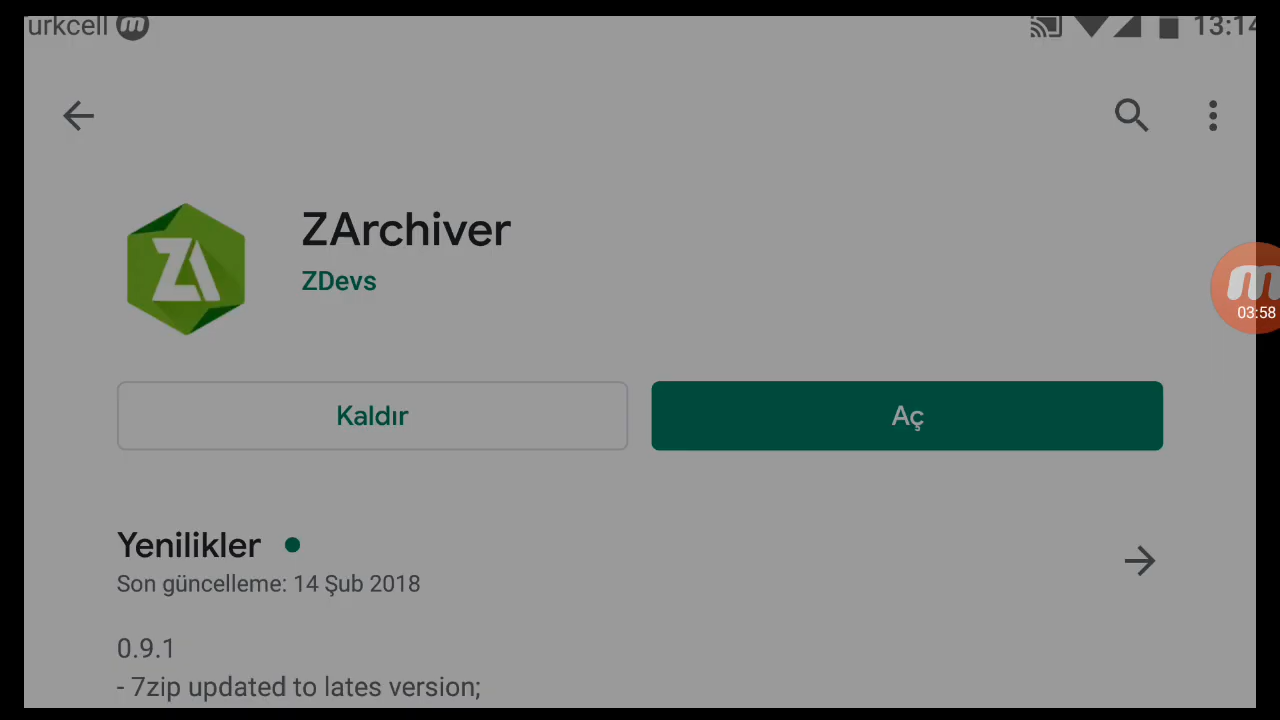 urkcell
13:14
ZArchiver
ZDevs
03:58
Kaldır
Aç
Yenilikler
Son güncelleme: 14 Şub 2018
0.9.1
- 7zip updated to lates version;